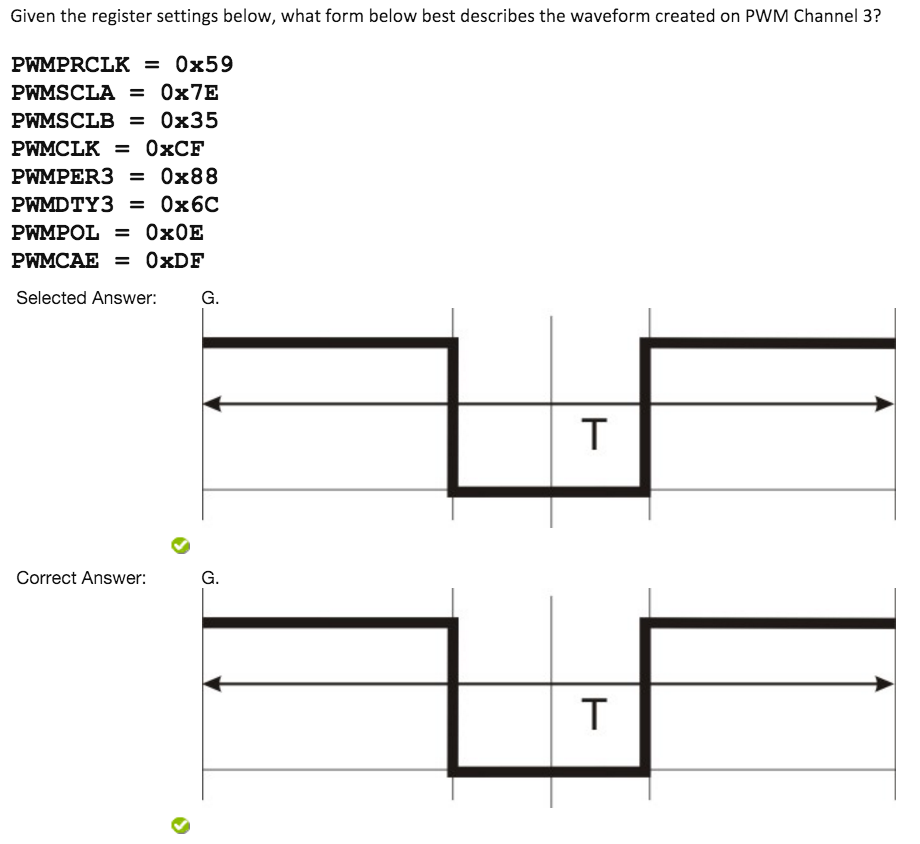 Given the register settings below, what form below best describes the waveform created on PWM Channel 3?
PWMPRCLK = 0x59
PWMSCLA = 0x7E
PWMSCLB = 0x35
PWMCLK = 0xCF
PWMPER3 = 0x88
PWMDTY3 = 0x6C
PWMPOL = 0x0E
PWMCAE = 0xDF
Selected Answer: G.
T
Correct Answer: G.
T